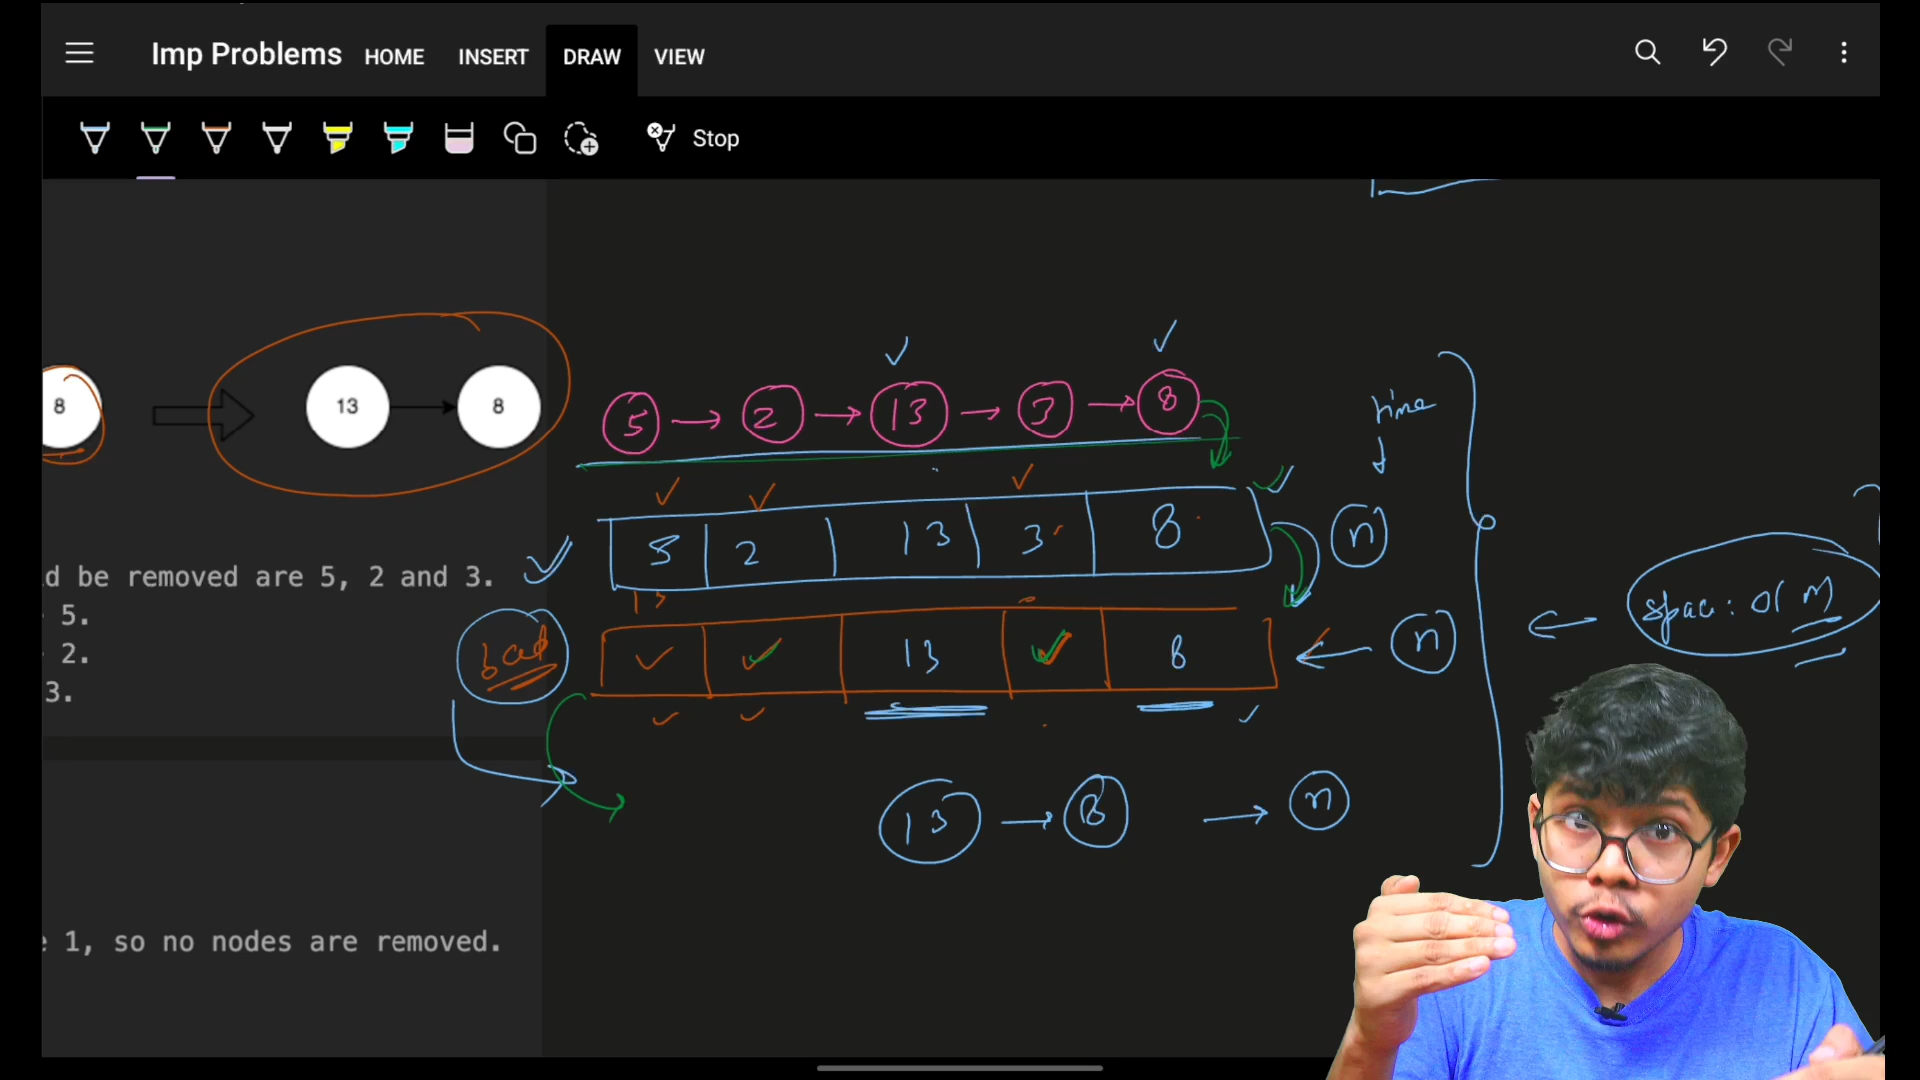 Imp Problems HOME INSERT DRAW VIEW
Stop
8 13 8
5 2 13 3 8
time
5 2 13 3 8 n
d be removed are 5, 2 and 3.
5.
2.
3.
13
bad 13 8 n
space: O(n)
13 8 n
1, so no nodes are removed.